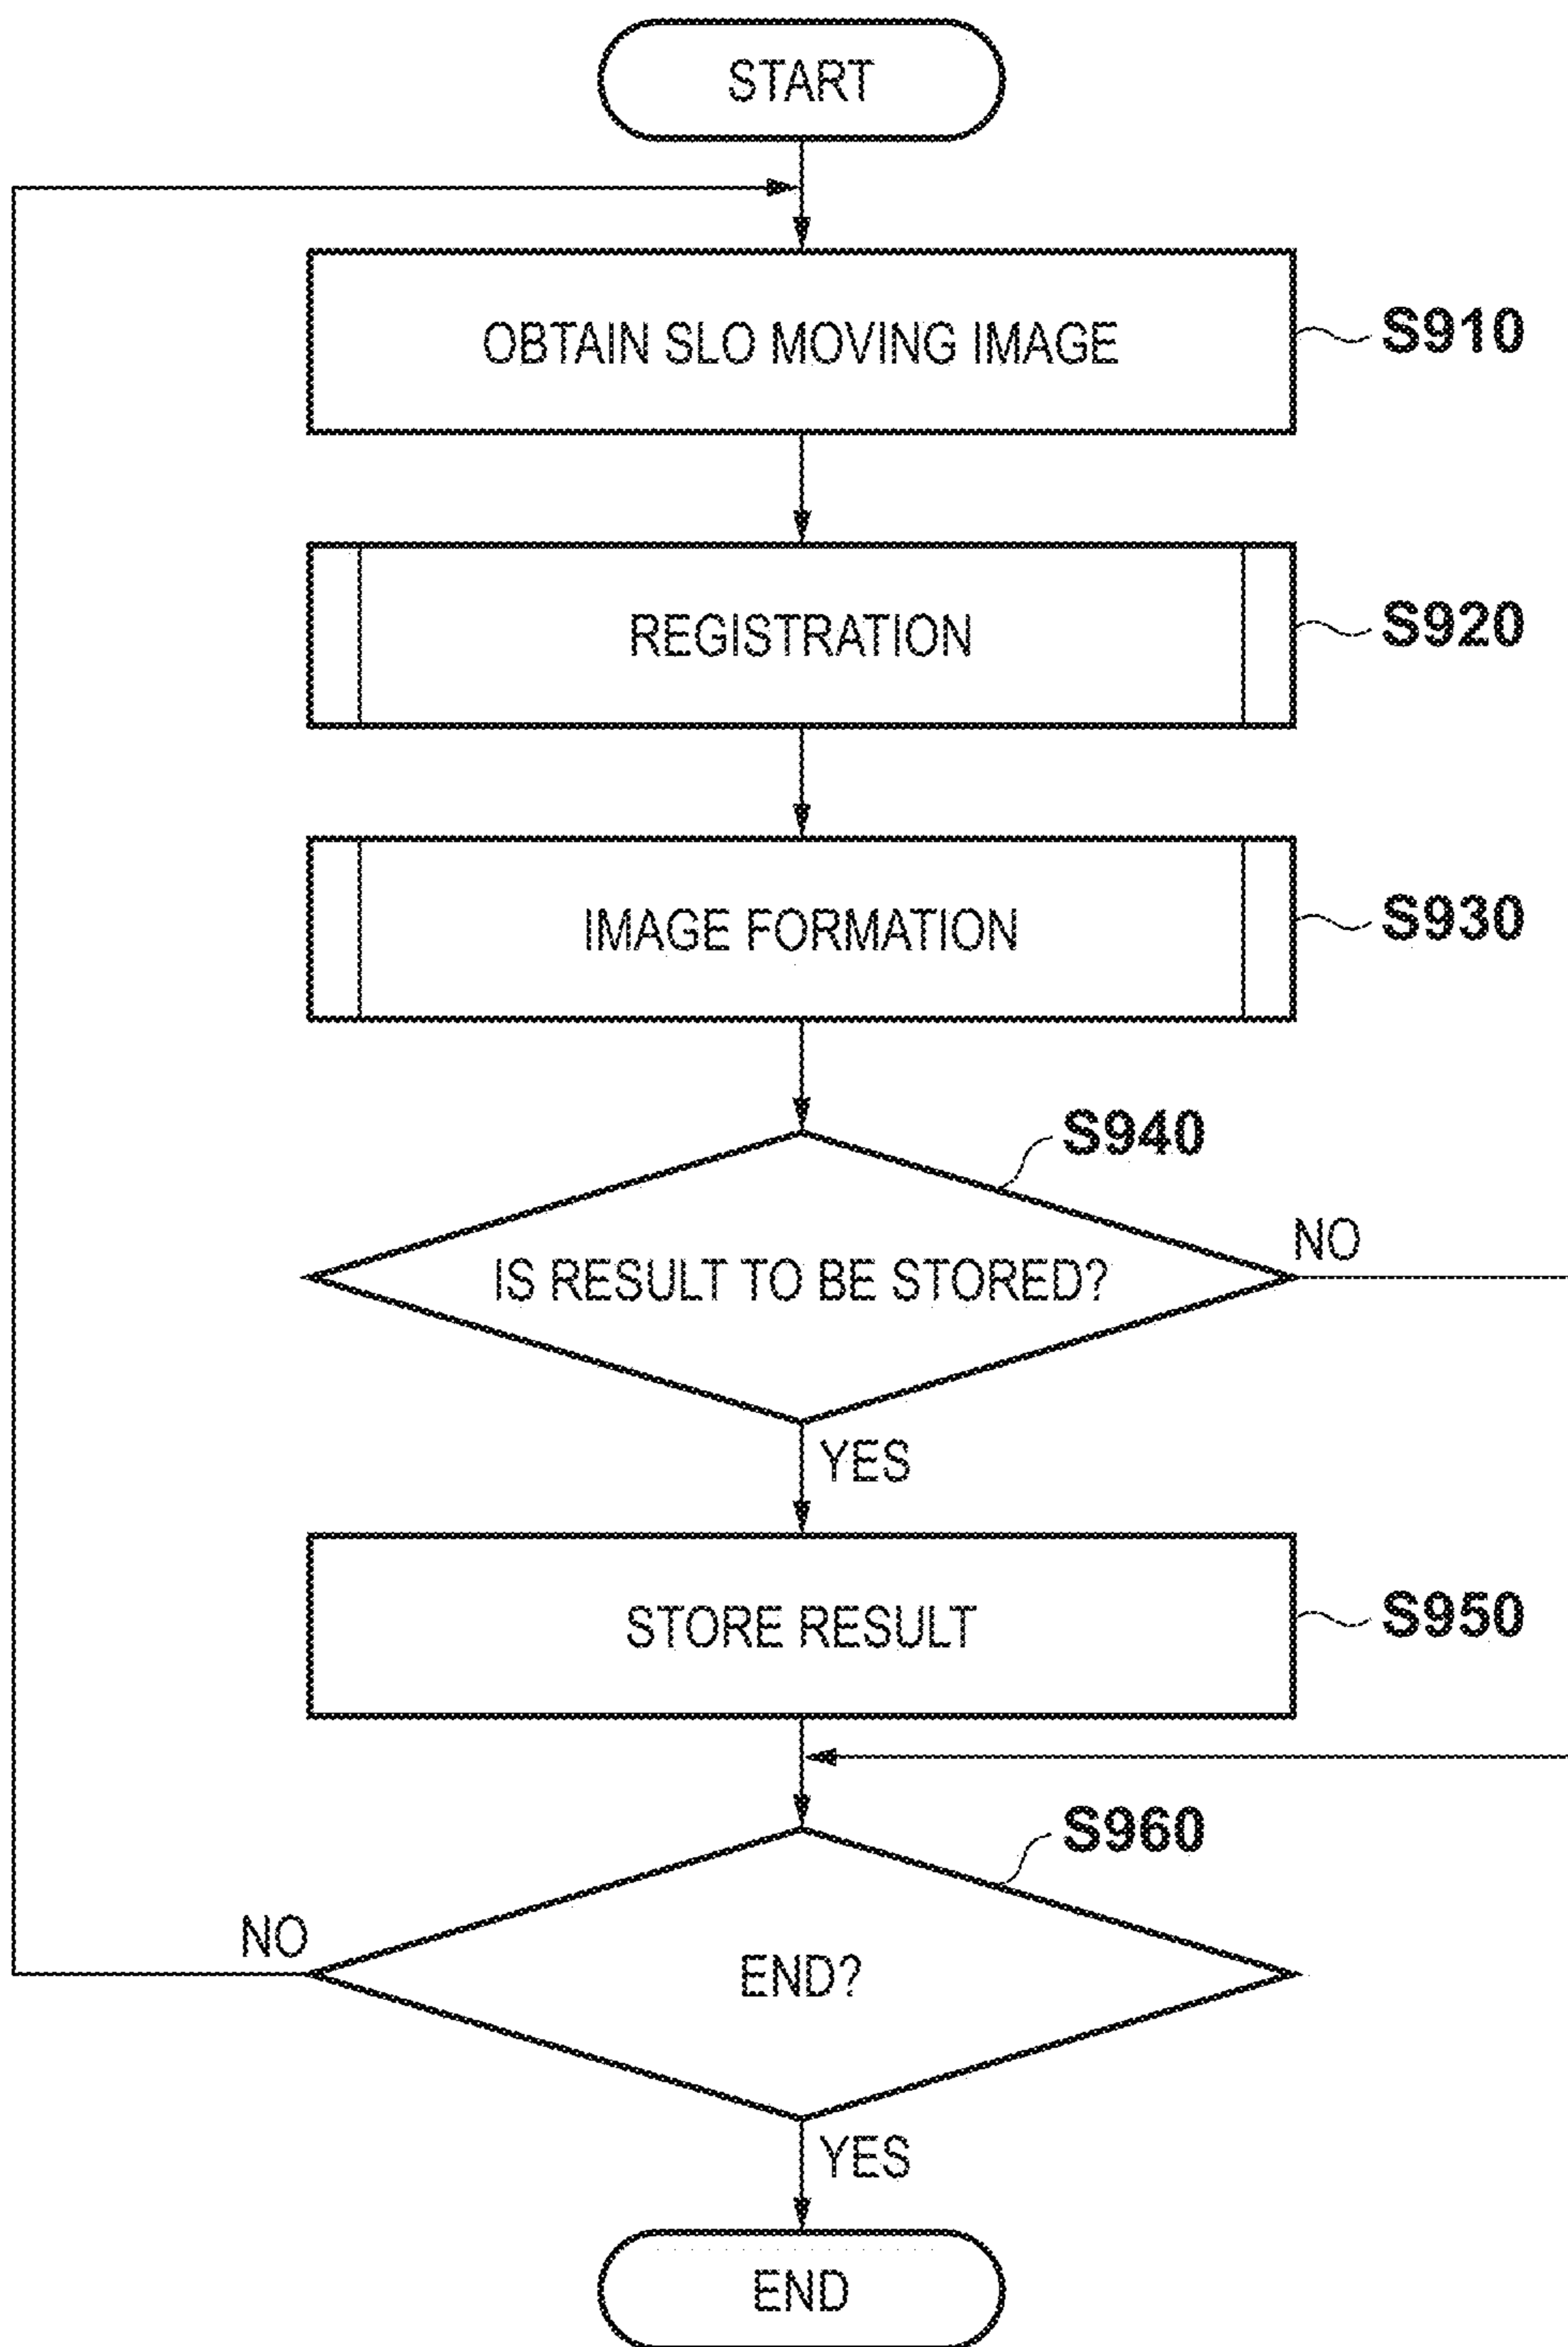 START
OBTAIN SLO MOVING IMAGE
S910
REGISTRATION
S920
IMAGE FORMATION
S930
S940
IS RESULT TO BE STORED?
NO
YES
STORE RESULT
S950
S960
NO
END?
YES
END